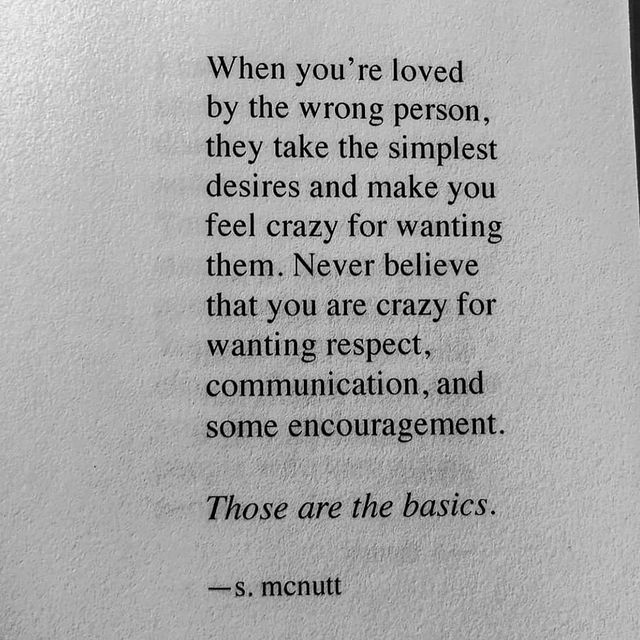 When you're loved
by the wrong person,
they take the simplest
desires and make you
feel crazy for wanting
them. Never believe
that you are crazy for
wanting respect,
communication, and
some encouragement.
Those are the basics.
—s. mcnutt